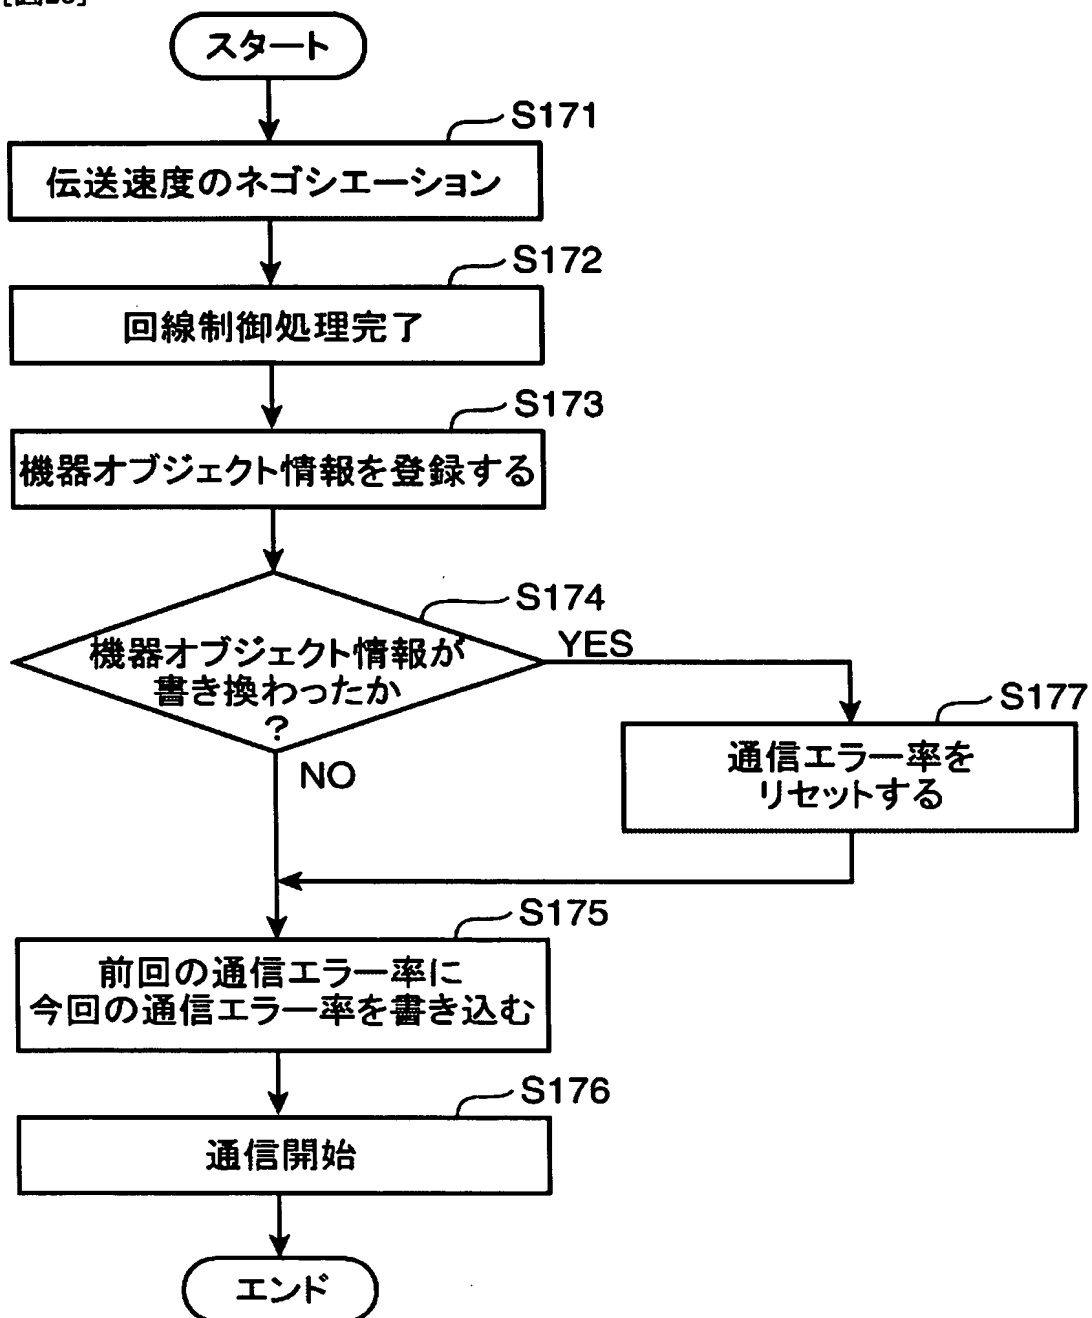 スタート
S171
伝送速度のネゴシエーション
S172
回線制御処理完了
S173
機器オブジェクト情報を登録する
S174
機器オブジェクト情報が
書き換わったか
?
YES
NO
S177
通信エラー率を
リセットする
S175
前回の通信エラー率に
今回の通信エラー率を書き込む
S176
通信開始
エンド